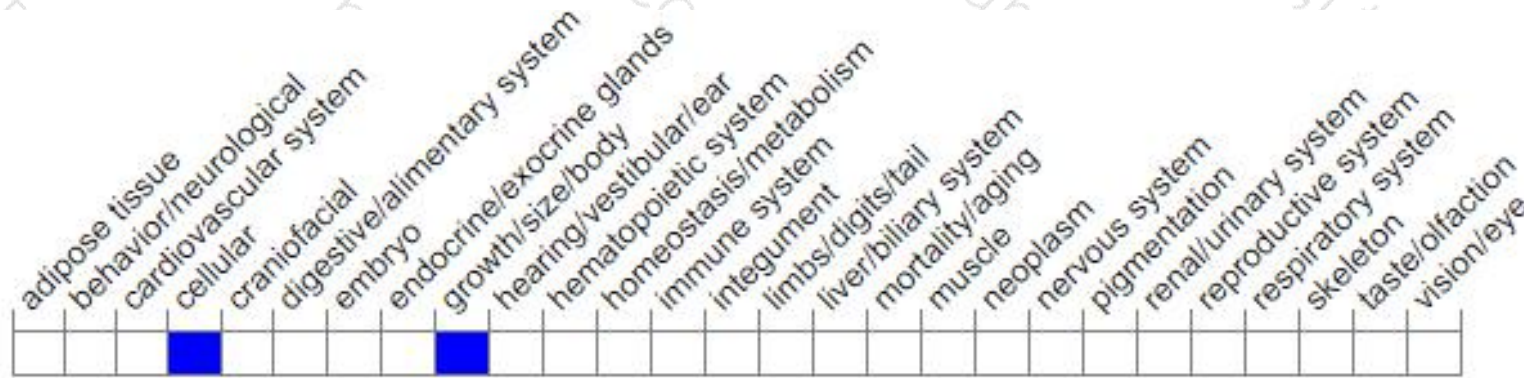 adipose tissue
behavior/neurological
cardiovascular system
cellular
craniofacial
digestive/alimentary system
embryo
endocrine/exocrine glands
growth/size/body
hearing/vestibular/ear
hematopoietic system
homeostasis/metabolism
immune system
integument
limbs/digits/tail
liver/biliary system
mortality/aging
muscle
neoplasm
nervous system
pigmentation
renal/urinary system
reproductive system
respiratory system
skeleton
taste/olfaction
vision/eye